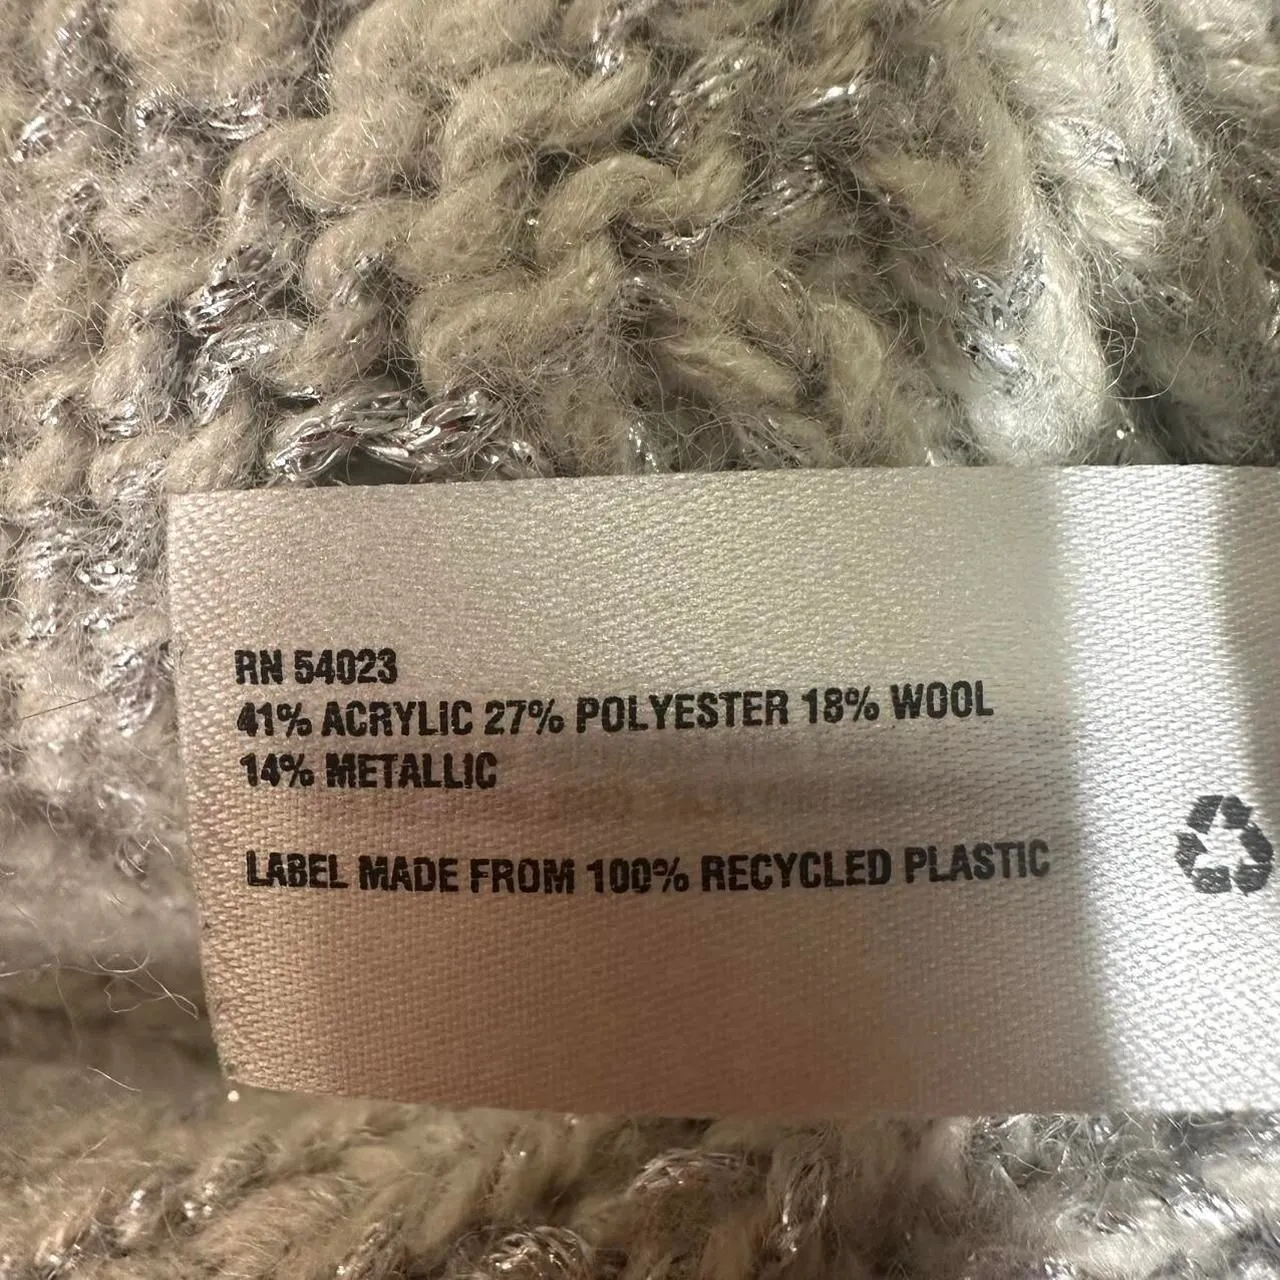 RN 54023
41% ACRYLIC 27% POLYESTER 18% WOOL
14% METALLIC
LABEL MADE FROM 100% RECYCLED PLASTIC